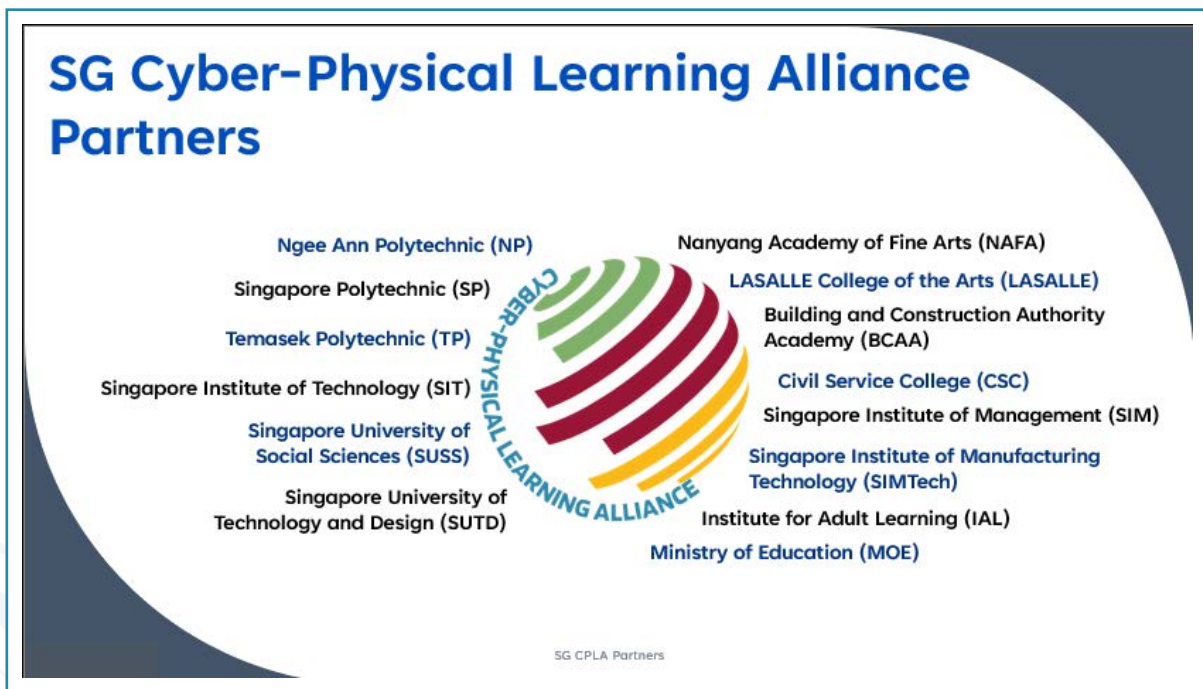 SG Cyber-Physical Learning Alliance
Partners
Ngee Ann Polytechnic (NP)
Singapore Polytechnic (SP)
Temasek Polytechnic (TP)
Singapore Institute of Technology (SIT)
Singapore University of
Social Sciences (SUSS)
Singapore University of
Technology and Design (SUTD)
CYBER-PHYSICAL LEARNING ALLIANCE
Nanyang Academy of Fine Arts (NAFA)
LASALLE College of the Arts (LASALLE)
Building and Construction Authority
Academy (BCAA)
Civil Service College (CSC)
Singapore Institute of Management (SIM)
Singapore Institute of Manufacturing
Technology (SIMTech)
Institute for Adult Learning (IAL)
Ministry of Education (MOE)
SG CPLA Partners